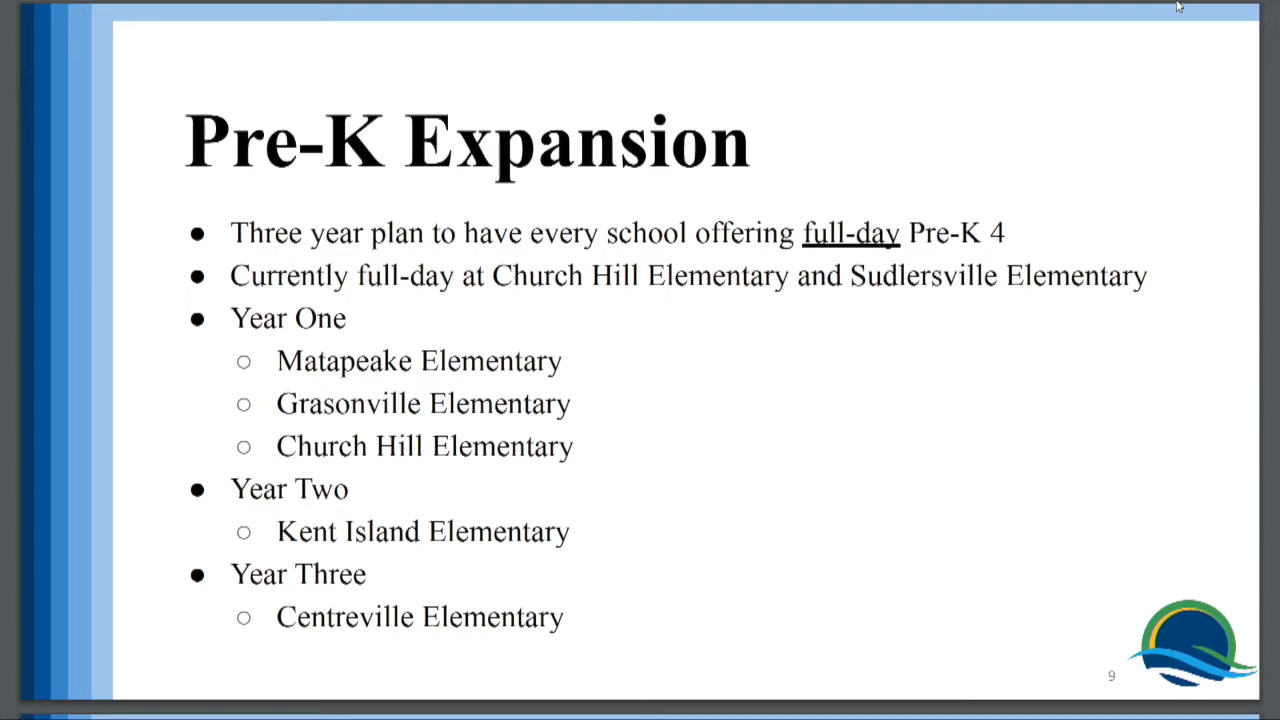 Pre-K Expansion
● Three year plan to have every school offering full-day Pre-K 4
● Currently full-day at Church Hill Elementary and Sudlersville Elementary
● Year One
○ Matapeake Elementary
○ Grasonville Elementary
○ Church Hill Elementary
● Year Two
○ Kent Island Elementary
● Year Three
○ Centreville Elementary
9